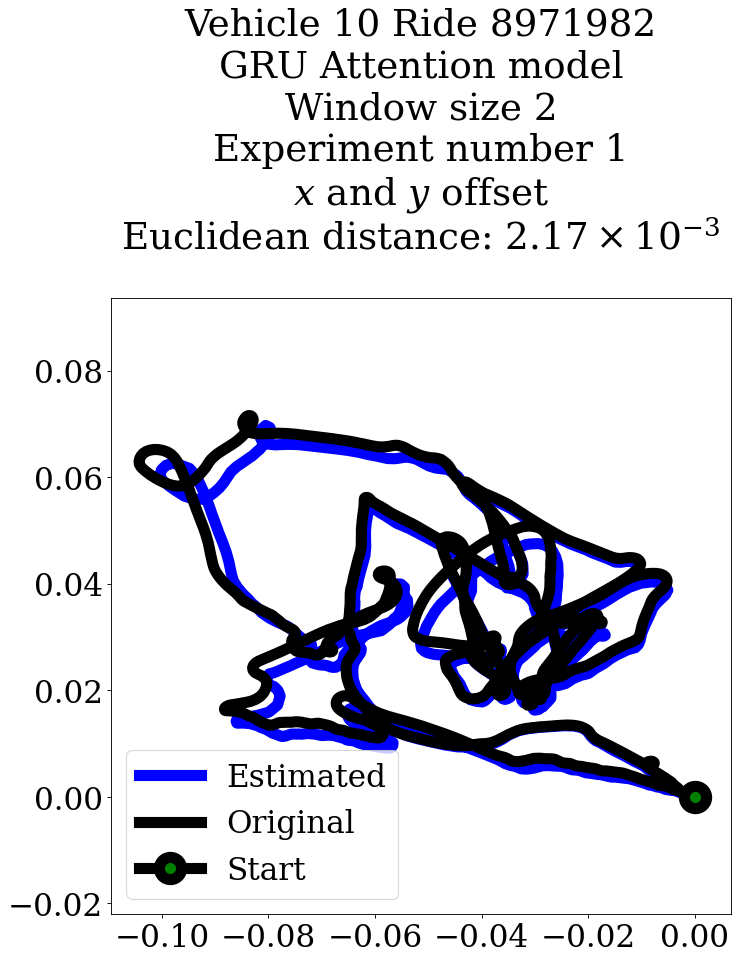 Vehicle 10 Ride 8971982
GRU Attention model
Window size 2
Experiment number 1
x and y offset
Euclidean distance: 2.17 × 10⁻³
0.08
0.06
0.04
0.02
0.00
−0.02
Estimated
Original
Start
−0.10 −0.08 −0.06 −0.04 −0.02 0.00